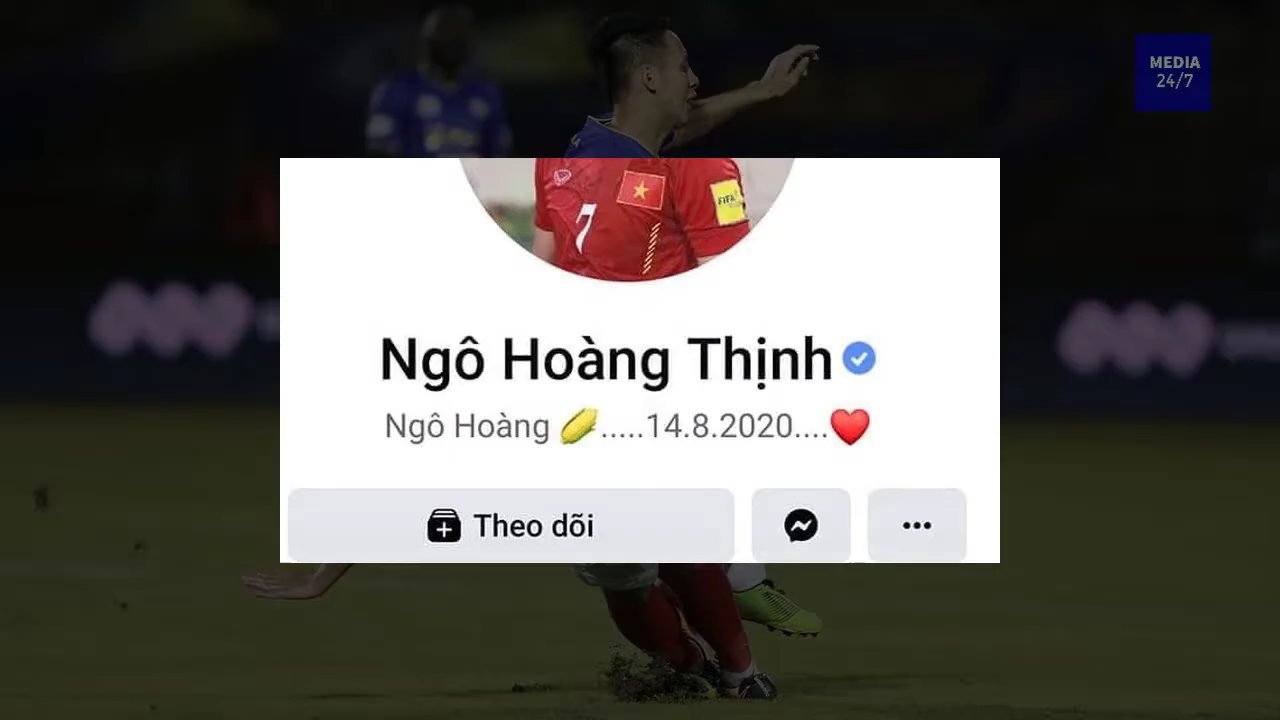 MEDIA
24/7
7
FIFA
Ngô Hoàng Thịnh
Ngô Hoàng 🌽.....14.8.2020....❤️
Theo dõi